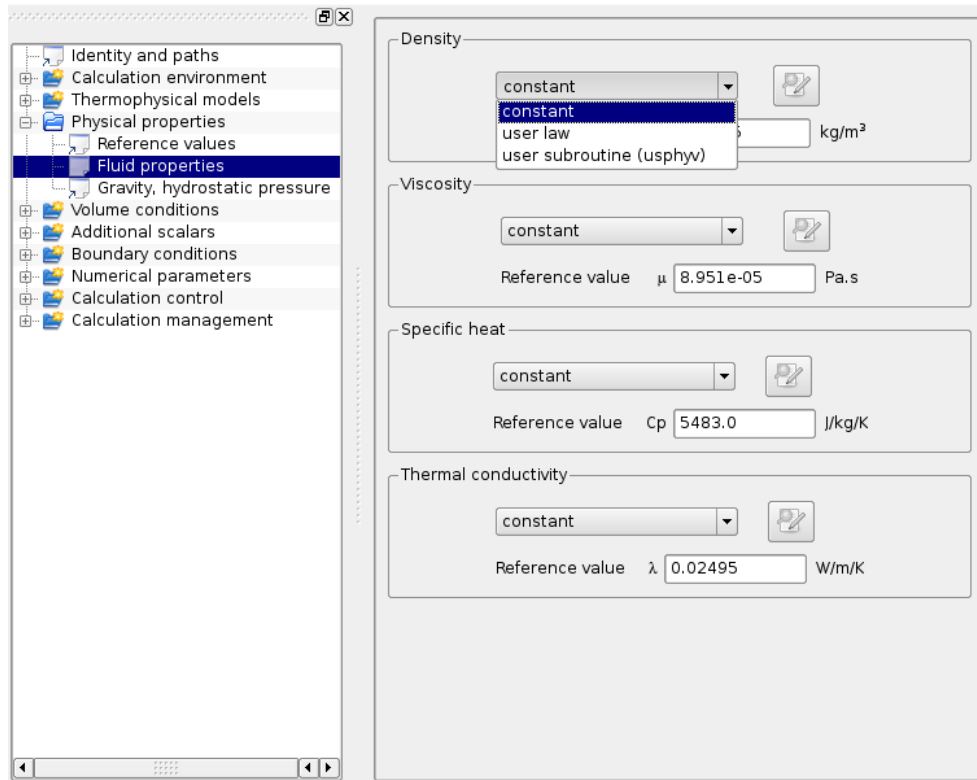 Identity and paths
Calculation environment
Thermophysical models
Physical properties
Reference values
Fluid properties
Gravity, hydrostatic pressure
Volume conditions
Additional scalars
Boundary conditions
Numerical parameters
Calculation control
Calculation management
Density
constant
constant
user law
user subroutine (usphyv)
kg/m³
Viscosity
constant
Reference value μ 8.951e-05 Pa.s
Specific heat
constant
Reference value Cp 5483.0 J/kg/K
Thermal conductivity
constant
Reference value λ 0.02495 W/m/K